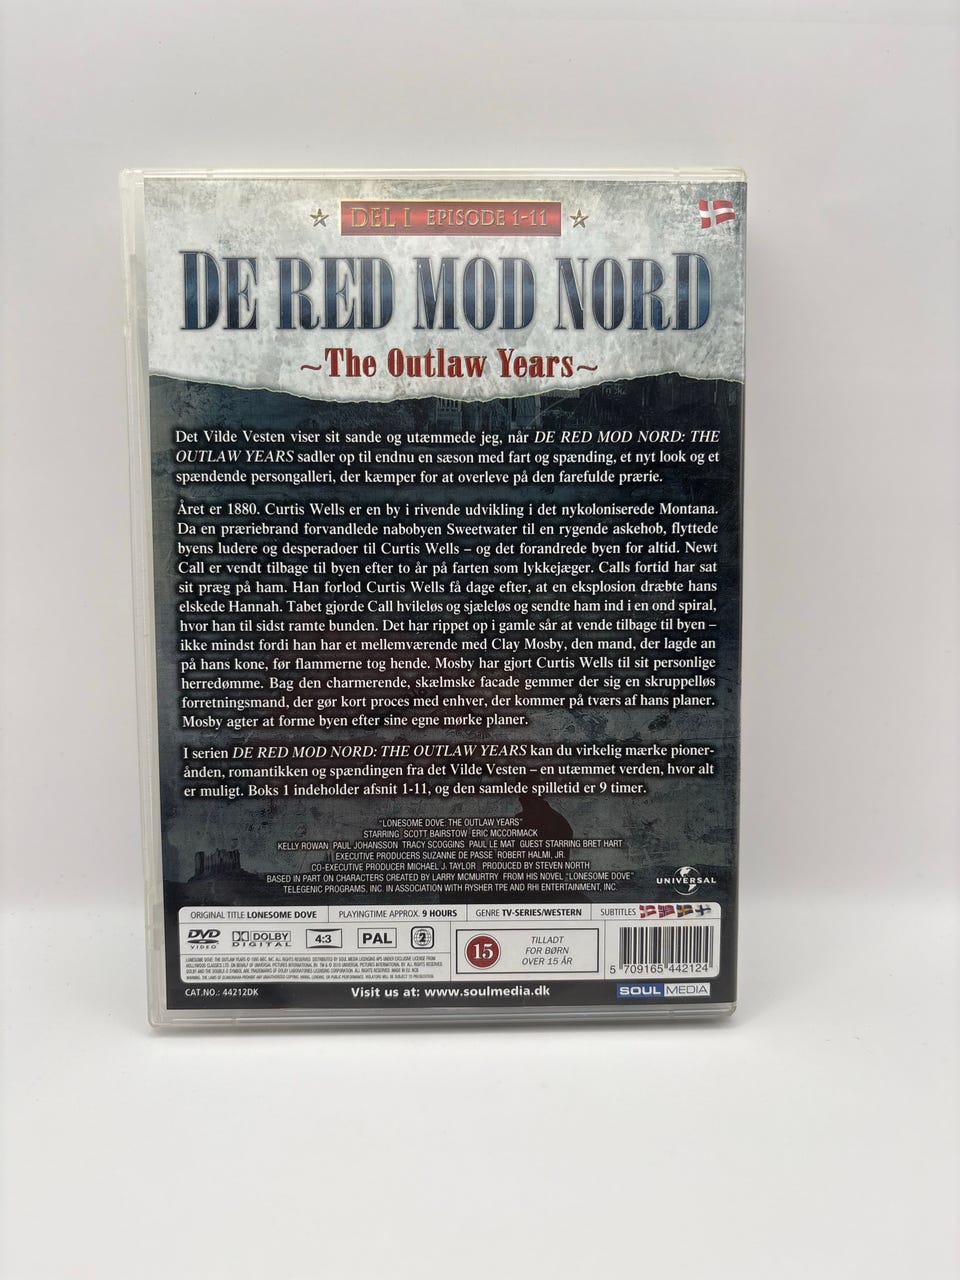 DEL 1 EPISODE 1-11
DE RED MOD NORD
~The Outlaw Years~
Det Vilde Vesten viser sit sande og utæmmede jeg, når DE RED MOD NORD: THE
OUTLAW YEARS sadler op til endnu en sæson med fart og spænding, et nyt look og et
spændende persongalleri, der kæmper for at overleve på den farefulde prærie.
Året er 1880. Curtis Wells er en by i rivende udvikling i det nykoloniserede Montana.
Da en præriebrand forvandlede nabobyen Sweetwater til en rygende askehob, flyttede
byens ludere og desperadoer til Curtis Wells – og det forandrede byen for altid. Newt
Call er vendt tilbage til byen efter to år på farten som lykkejæger. Calls fortid har sat
sit præg på ham. Han forlod Curtis Wells få dage efter, at en eksplosion dræbte hans
elskede Hannah. Tabet gjorde Call hvileløs og sjæleløs og sendte ham ind i en ond spiral,
hvor han til sidst ramte bunden. Det har rippet op i gamle sår at vende tilbage til byen –
ikke mindst fordi han har et mellemværende med Clay Mosby, den mand, der lagde an
på hans kone, før flammerne tog hende. Mosby har gjort Curtis Wells til sit personlige
herredømme. Bag den charmerende, skælmske facade gemmer der sig en skruppelløs
forretningsmand, der gør kort proces med enhver, der kommer på tværs af hans planer.
Mosby agter at forme byen efter sine egne mørke planer.
I serien DE RED MOD NORD: THE OUTLAW YEARS kan du virkelig mærke pioner-
ånden, romantikken og spændingen fra det Vilde Vesten – en utæmmet verden, hvor alt
er muligt. Boks 1 indeholder afsnit 1-11, og den samlede spilletid er 9 timer.
"LONESOME DOVE: THE OUTLAW YEARS"
STARRING SCOTT BAIRSTOW ERIC MCCORMACK
KELLY ROWAN PAUL JOHANSSON TRACY SCOGGINS PAUL LE MAT GUEST STARRING BRET HART
EXECUTIVE PRODUCERS SUZANNE DE PASSE ROBERT HALMI, JR.
CO-EXECUTIVE PRODUCER MICHAEL J. TAYLOR PRODUCED BY STEVEN NORTH
BASED IN PART ON CHARACTERS CREATED BY LARRY MCMURTRY FROM HIS NOVEL "LONESOME DOVE"
TELEGENIC PROGRAMS, INC. IN ASSOCIATION WITH RYSHER TPE AND RHI ENTERTAINMENT, INC.
UNIVERSAL
ORIGINAL TITLE LONESOME DOVE PLAYINGTIME APPROX. 9 HOURS GENRE TV-SERIES/WESTERN SUBTITLES
DVD VIDEO DOLBY DIGITAL 4:3 PAL 2
15 TILLADT
FOR BØRN
OVER 15 ÅR
5 709165 442124
CAT.NO.: 44212DK Visit us at: www.soulmedia.dk SOUL MEDIA